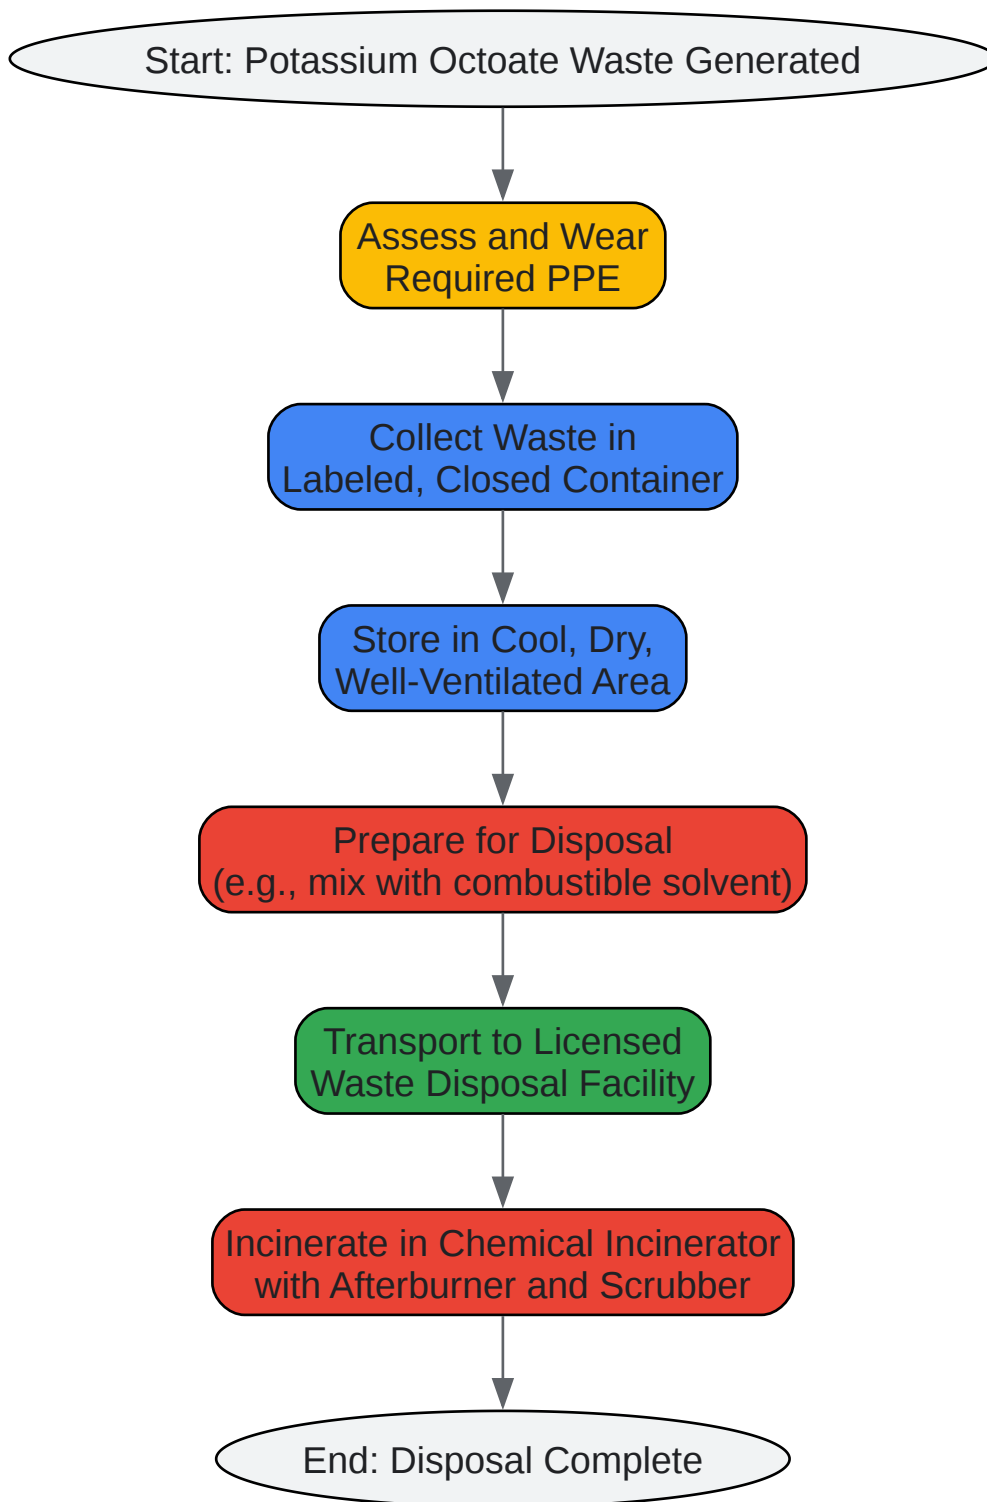 Start: Potassium Octoate Waste Generated
Assess and Wear
Required PPE
Collect Waste in
Labeled, Closed Container
Store in Cool, Dry,
Well-Ventilated Area
Prepare for Disposal
(e.g., mix with combustible solvent)
Transport to Licensed
Waste Disposal Facility
Incinerate in Chemical Incinerator
with Afterburner and Scrubber
End: Disposal Complete